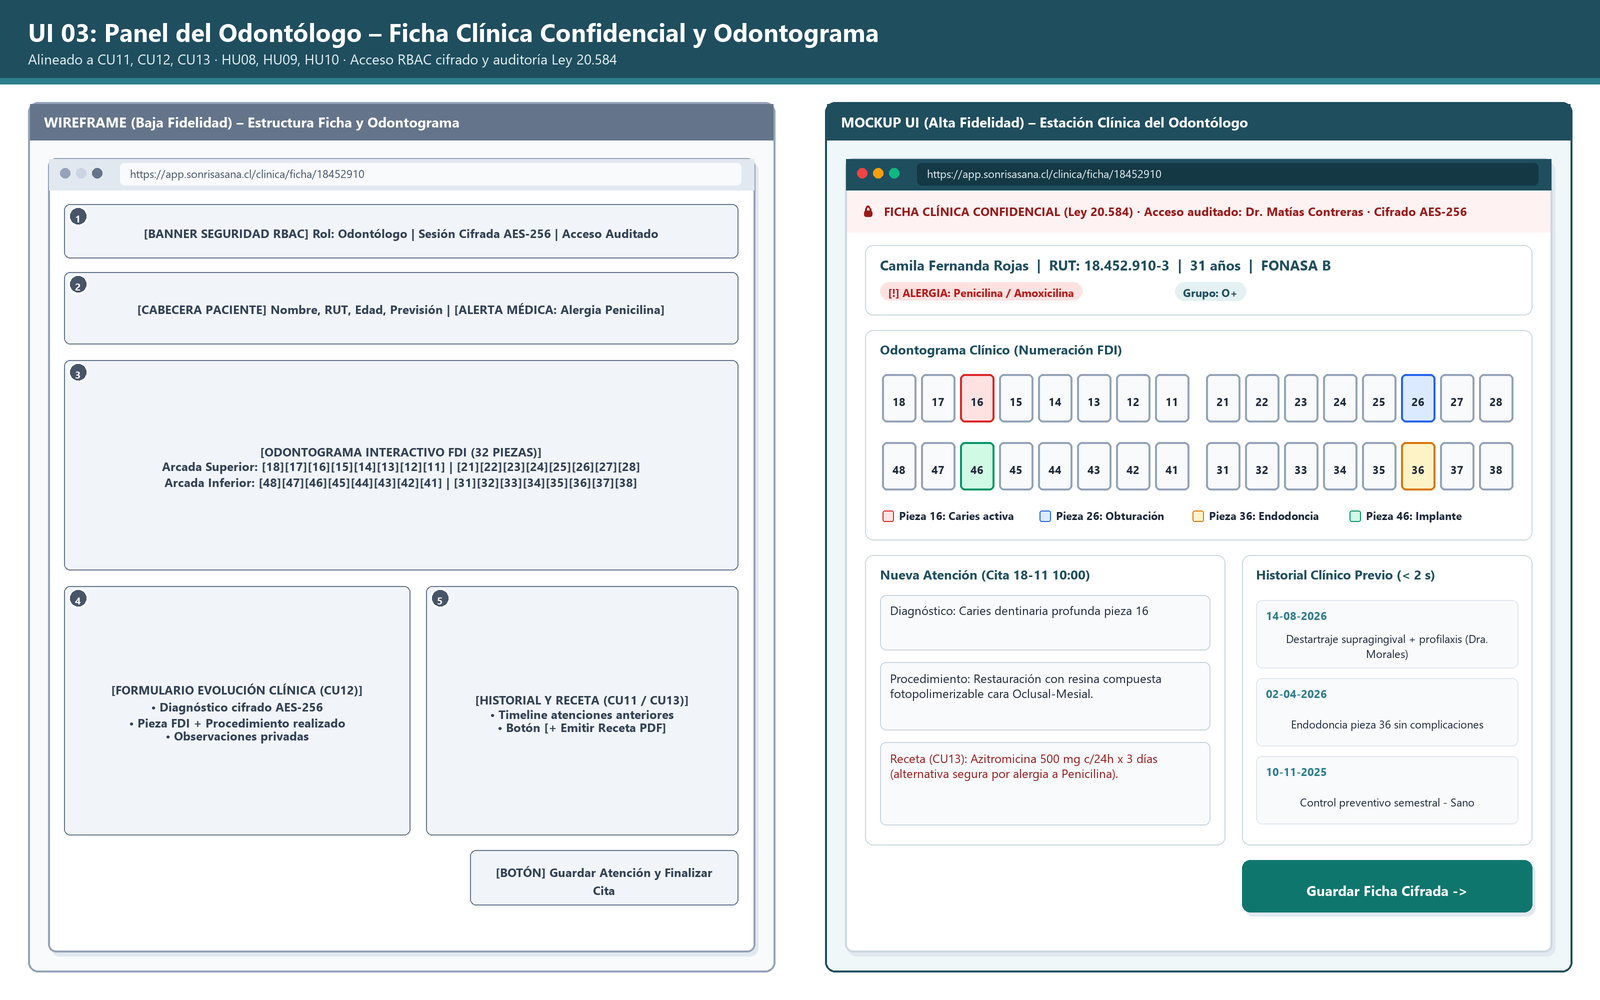 UI 03: Panel del Odontólogo – Ficha Clínica Confidencial y Odontograma
Alineado a CU11, CU12, CU13 · HU08, HU09, HU10 · Acceso RBAC cifrado y auditoria Ley 20.584
WIREFRAME (Baja Fidelidad) – Estructura Ficha y Odontograma
https://app.sonrisasana.cl/clinica/ficha/18452910
1
[BANNER SEGURIDAD RBAC] Rol: Odontólogo | Sesión Cifrada AES-256 | Acceso Auditado
2
[CABECERA PACIENTE] Nombre, RUT, Edad, Previsión | [ALERTA MÉDICA: Alergia Penicilina]
3
[ODONTOGRAMA INTERACTIVO FDI (32 PIEZAS)]
Arcada Superior: [18][17][16][15][14][13][12][11] | [21][22][23][24][25][26][27][28]
Arcada Inferior: [48][47][46][45][44][43][42][41] | [31][32][33][34][35][36][37][38]
4
[FORMULARIO EVOLUCIÓN CLÍNICA (CU12)]
• Diagnóstico cifrado AES-256
• Pieza FDI + Procedimiento realizado
• Observaciones privadas
5
[HISTORIAL Y RECETA (CU11 / CU13)]
• Timeline atenciones anteriores
• Botón [+ Emitir Receta PDF]
[BOTÓN] Guardar Atención y Finalizar
Cita
MOCKUP UI (Alta Fidelidad) – Estación Clínica del Odontólogo
https://app.sonrisasana.cl/clinica/ficha/18452910
FICHA CLÍNICA CONFIDENCIAL (Ley 20.584) · Acceso auditado: Dr. Matías Contreras · Cifrado AES-256
Camila Fernanda Rojas | RUT: 18.452.910-3 | 31 años | FONASA B
[!] ALERGIA: Penicilina / Amoxicilina Grupo: O+
Odontograma Clínico (Numeración FDI)
18 17 16 15 14 13 12 11 21 22 23 24 25 26 27 28
48 47 46 45 44 43 42 41 31 32 33 34 35 36 37 38
Pieza 16: Caries activa Pieza 26: Obturación Pieza 36: Endodoncia Pieza 46: Implante
Nueva Atención (Cita 18-11 10:00)
Diagnóstico: Caries dentinaria profunda pieza 16
Procedimiento: Restauración con resina compuesta
fotopolimerizable cara Oclusal-Mesial.
Receta (CU13): Azitromicina 500 mg c/24h x 3 días
(alternativa segura por alergia a Penicilina).
Historial Clínico Previo (< 2 s)
14-08-2026
Destartraje supragingival + profilaxis (Dra.
Morales)
02-04-2026
Endodoncia pieza 36 sin complicaciones
10-11-2025
Control preventivo semestral - Sano
Guardar Ficha Cifrada ->